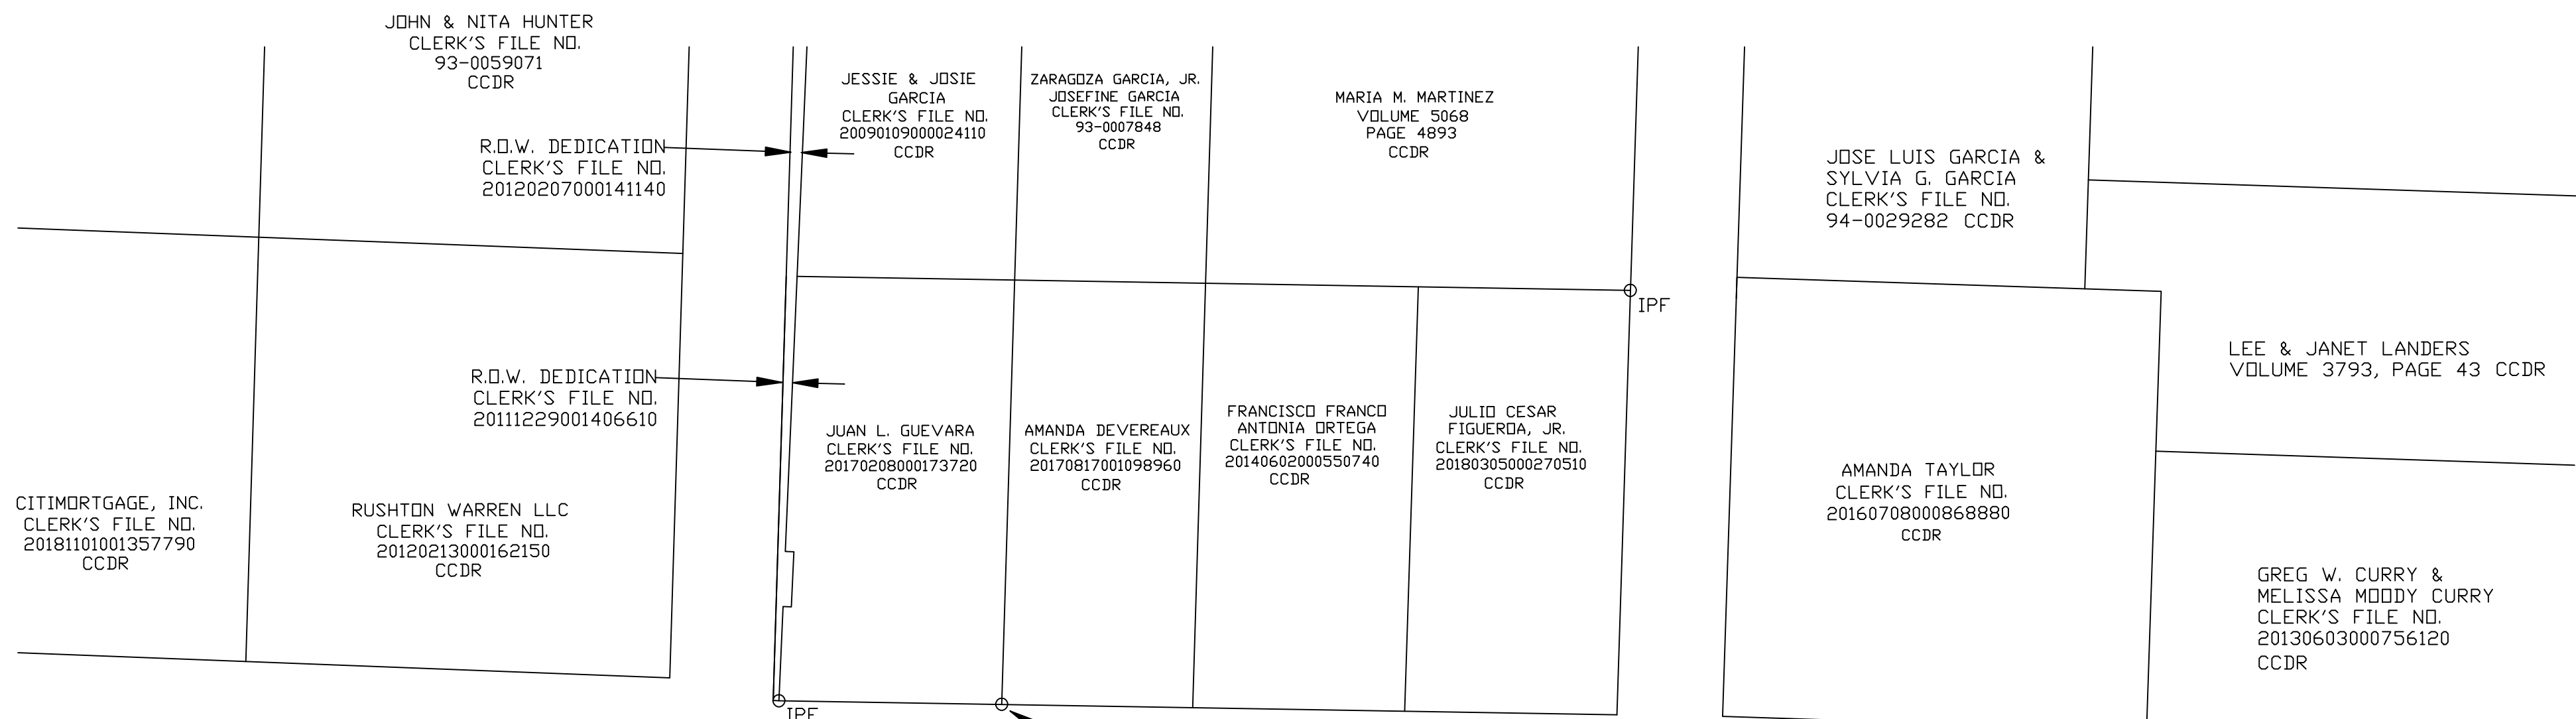 JOHN & NITA HUNTER
CLERK'S FILE NO.
93-0059071
CCDR
R.O.W. DEDICATION
CLERK'S FILE NO.
20120207000141140
JESSIE & JOSIE
GARCIA
CLERK'S FILE NO.
20090109000024110
CCDR
ZARAGOZA GARCIA, JR.
JOSEFINE GARCIA
CLERK'S FILE NO.
93-0007848
CCDR
MARIA M. MARTINEZ
VOLUME 5068
PAGE 4893
CCDR
JOSE LUIS GARCIA &
SYLVIA G. GARCIA
CLERK'S FILE NO.
94-0029282 CCDR
IPF
LEE & JANET LANDERS
VOLUME 3793, PAGE 43 CCDR
R.O.W. DEDICATION
CLERK'S FILE NO.
201112229001406610
CITIMORTGAGE, INC.
CLERK'S FILE NO.
20181101001357790
CCDR
RUSHTON WARREN LLC
CLERK'S FILE NO.
20120213000162150
CCDR
JUAN L. GUEVARA
CLERK'S FILE NO.
20170208000173720
CCDR
AMANDA DEVEREAUX
CLERK'S FILE NO.
20170817001098960
CCDR
FRANCISCO FRANCO
ANTONIA ORTEGA
CLERK'S FILE NO.
20140602000550740
CCDR
JULIO CESAR
FIGUEROA, JR.
CLERK'S FILE NO.
20180305000270510
CCDR
AMANDA TAYLOR
CLERK'S FILE NO.
20160708000868880
CCDR
GREG W. CURRY &
MELISSA MOODY CURRY
CLERK'S FILE NO.
20130603000756120
CCDR
IPF